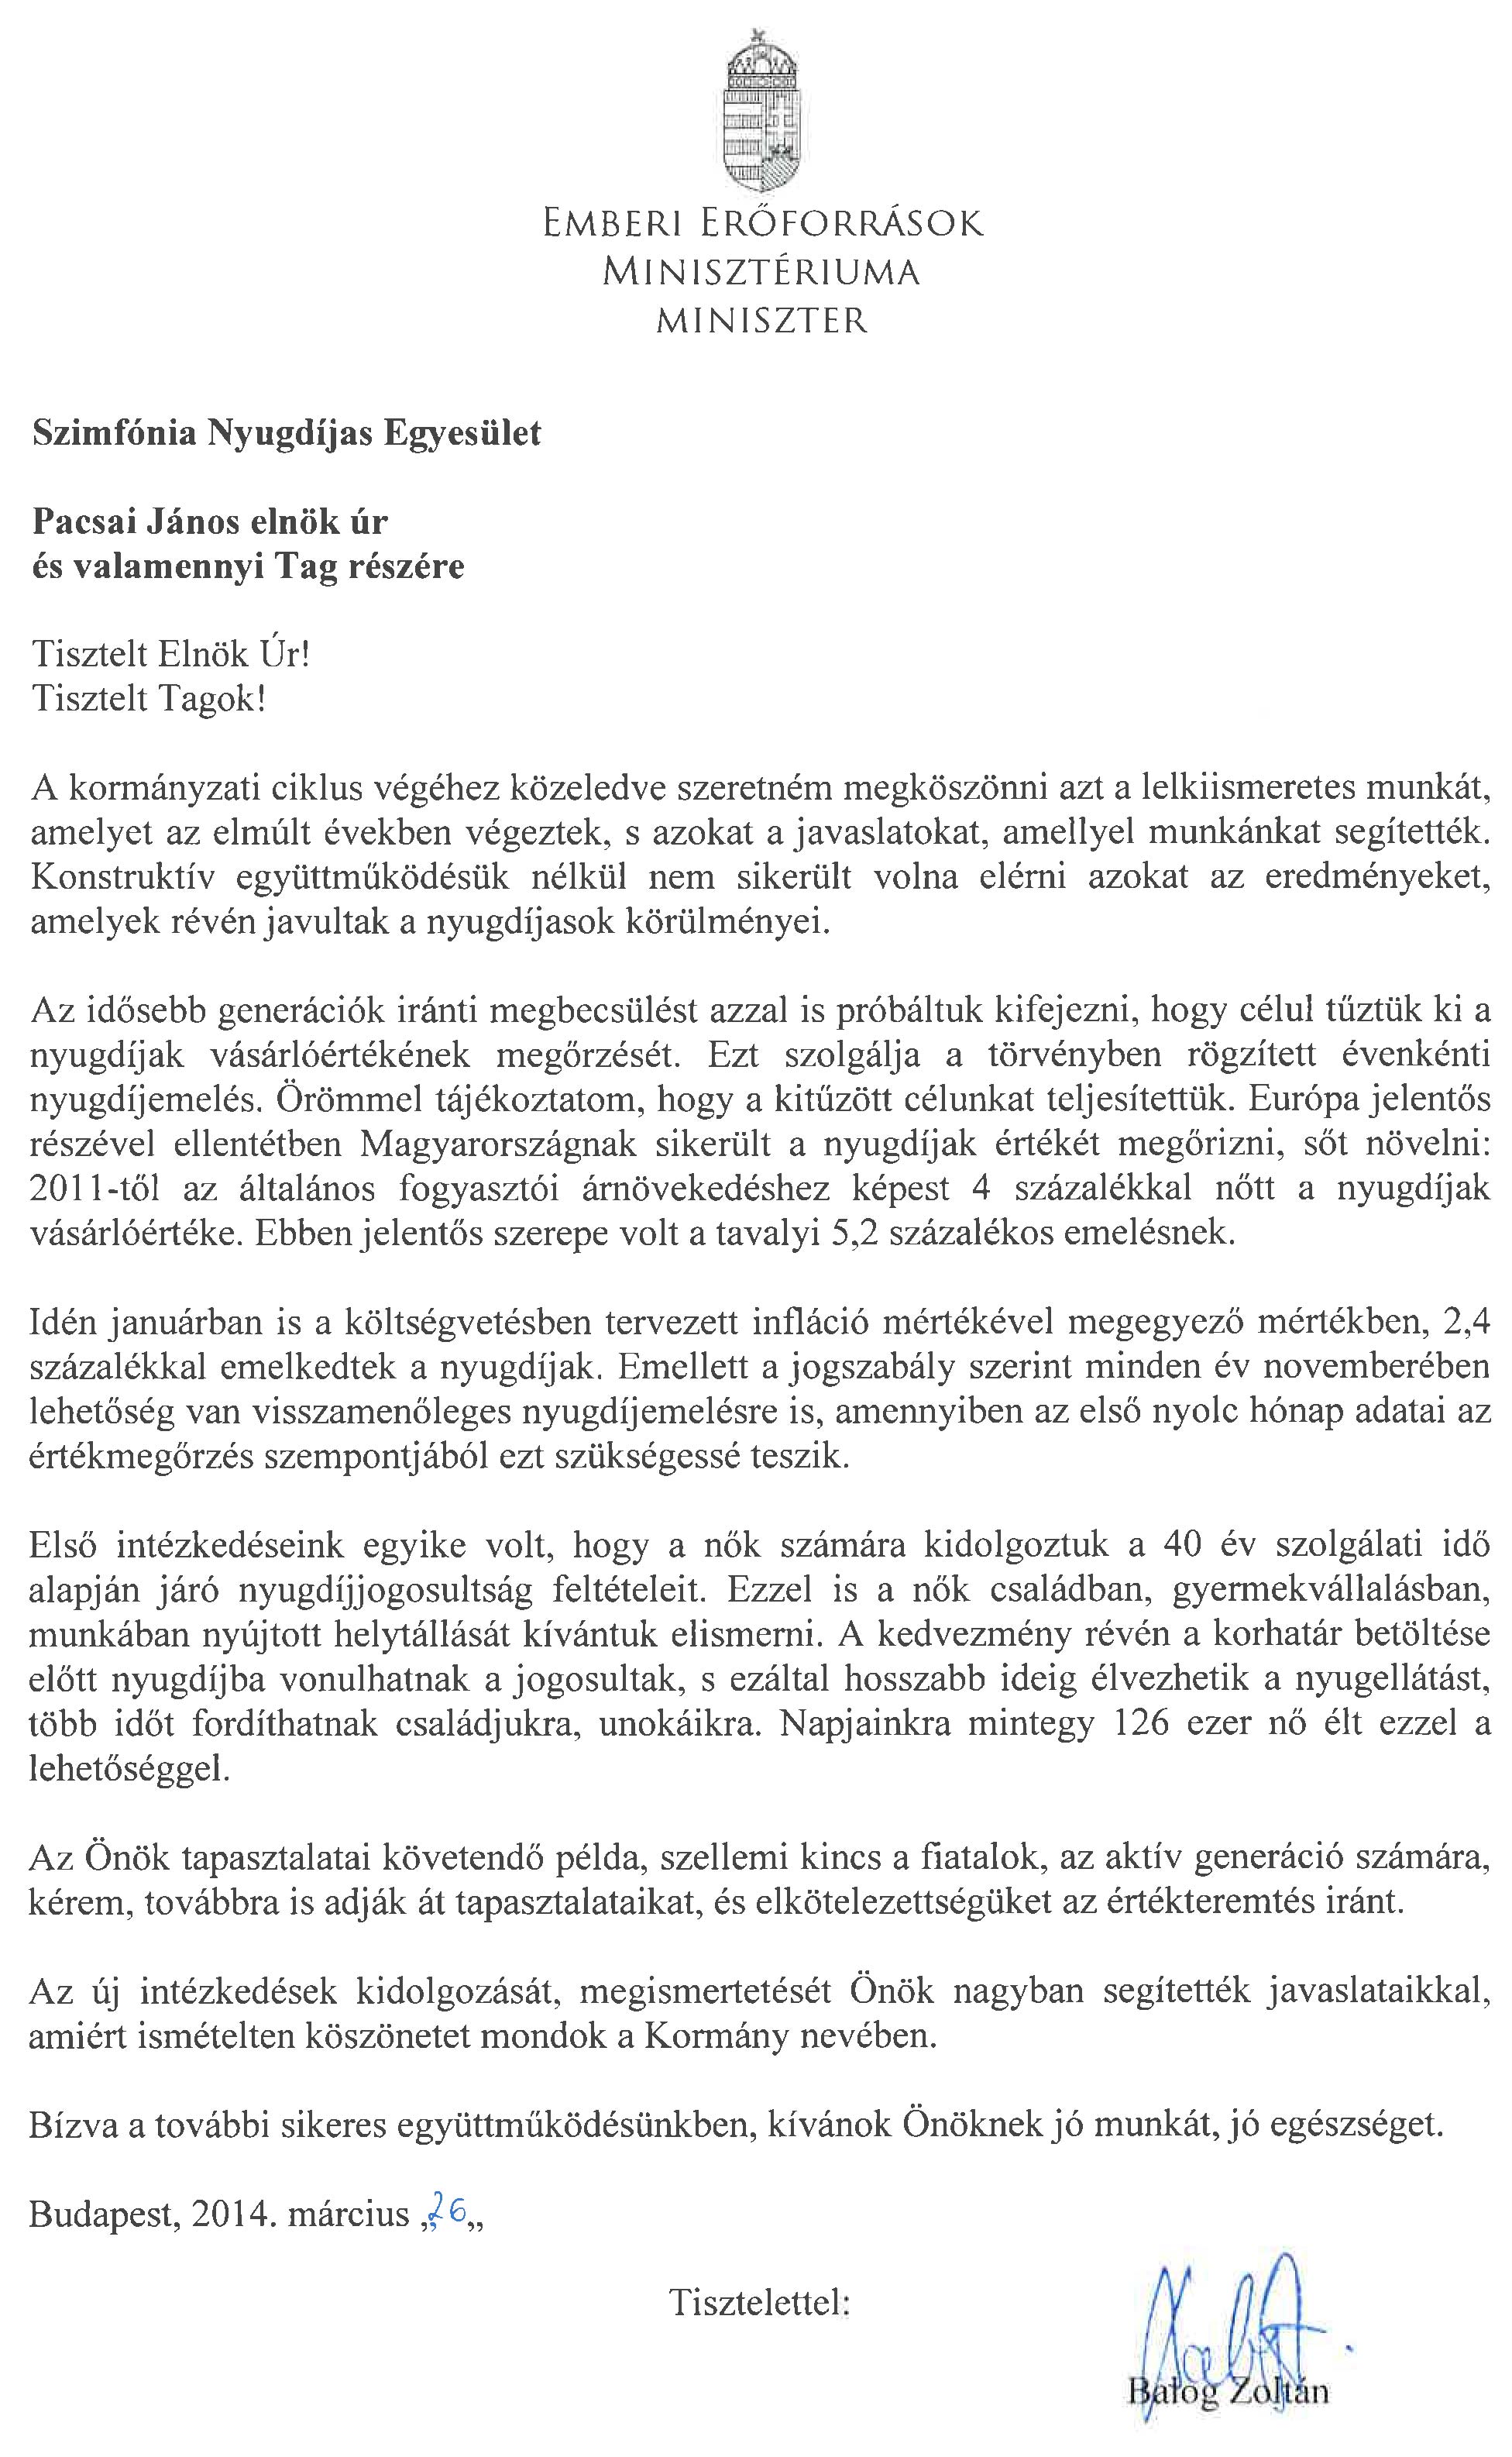 EMBERI ERŐFORRÁSOK
MINISZTÉRIUMA
MINISZTER
Szimfónia Nyugdíjas Egyesület
Pacsai János elnök úr
és valamennyi Tag részére
Tisztelt Elnök Úr!
Tisztelt Tagok!
A kormányzati ciklus végéhez közeledve szeretném megköszönni azt a lelkiismeretes munkát,
amelyet az elmúlt években végeztek, s azokat a javaslatokat, amellyel munkánkat segítették.
Konstruktív együttműködésük nélkül nem sikerült volna elérni azokat az eredményeket,
amelyek révén javultak a nyugdíjasok körülményei.
Az idősebb generációk iránti megbecsülést azzal is próbáltuk kifejezni, hogy célul tűztük ki a
nyugdíjak vásárlóértékének megőrzését. Ezt szolgálja a törvényben rögzített évenkénti
nyugdíjemelés. Örömmel tájékoztatom, hogy a kitűzött célunkat teljesítettük. Európa jelentős
részével ellentétben Magyarországnak sikerült a nyugdíjak értékét megőrizni, sőt növelni:
2011-től az általános fogyasztói árnövekedéshez képest 4 százalékkal nőtt a nyugdíjak
vásárlóértéke. Ebben jelentős szerepe volt a tavalyi 5,2 százalékos emelésnek.
Idén januárban is a költségvetésben tervezett infláció mértékével megegyező mértékben, 2,4
százalékkal emelkedtek a nyugdíjak. Emellett a jogszabály szerint minden év novemberében
lehetőség van visszamenőleges nyugdíjemelésre is, amennyiben az első nyolc hónap adatai az
értékmegőrzés szempontjából ezt szükségessé teszik.
Első intézkedéseink egyike volt, hogy a nők számára kidolgoztuk a 40 év szolgálati idő
alapján járó nyugdíjjogosultság feltételeit. Ezzel is a nők családban, gyermekvállalásban,
munkában nyújtott helytállását kívántuk elismerni. A kedvezmény révén a korhatár betöltése
előtt nyugdíjba vonulhatnak a jogosultak, s ezáltal hosszabb ideig élvezhetik a nyugellátást,
több időt fordíthatnak családjukra, unokáikra. Napjainkra mintegy 126 ezer nő élt ezzel a
lehetőséggel.
Az Önök tapasztalatai követendő példa, szellemi kincs a fiatalok, az aktív generáció számára,
kérem, továbbra is adják át tapasztalataikat, és elkötelezettségüket az értékteremtés iránt.
Az új intézkedések kidolgozását, megismertetését Önök nagyban segítették javaslataikkal,
amiért ismételten köszönetet mondok a Kormány nevében.
Bízva a további sikeres együttműködésünkben, kívánok Önöknek jó munkát, jó egészséget.
Budapest, 2014. március „26„
Tisztelettel:
Balog Zoltán